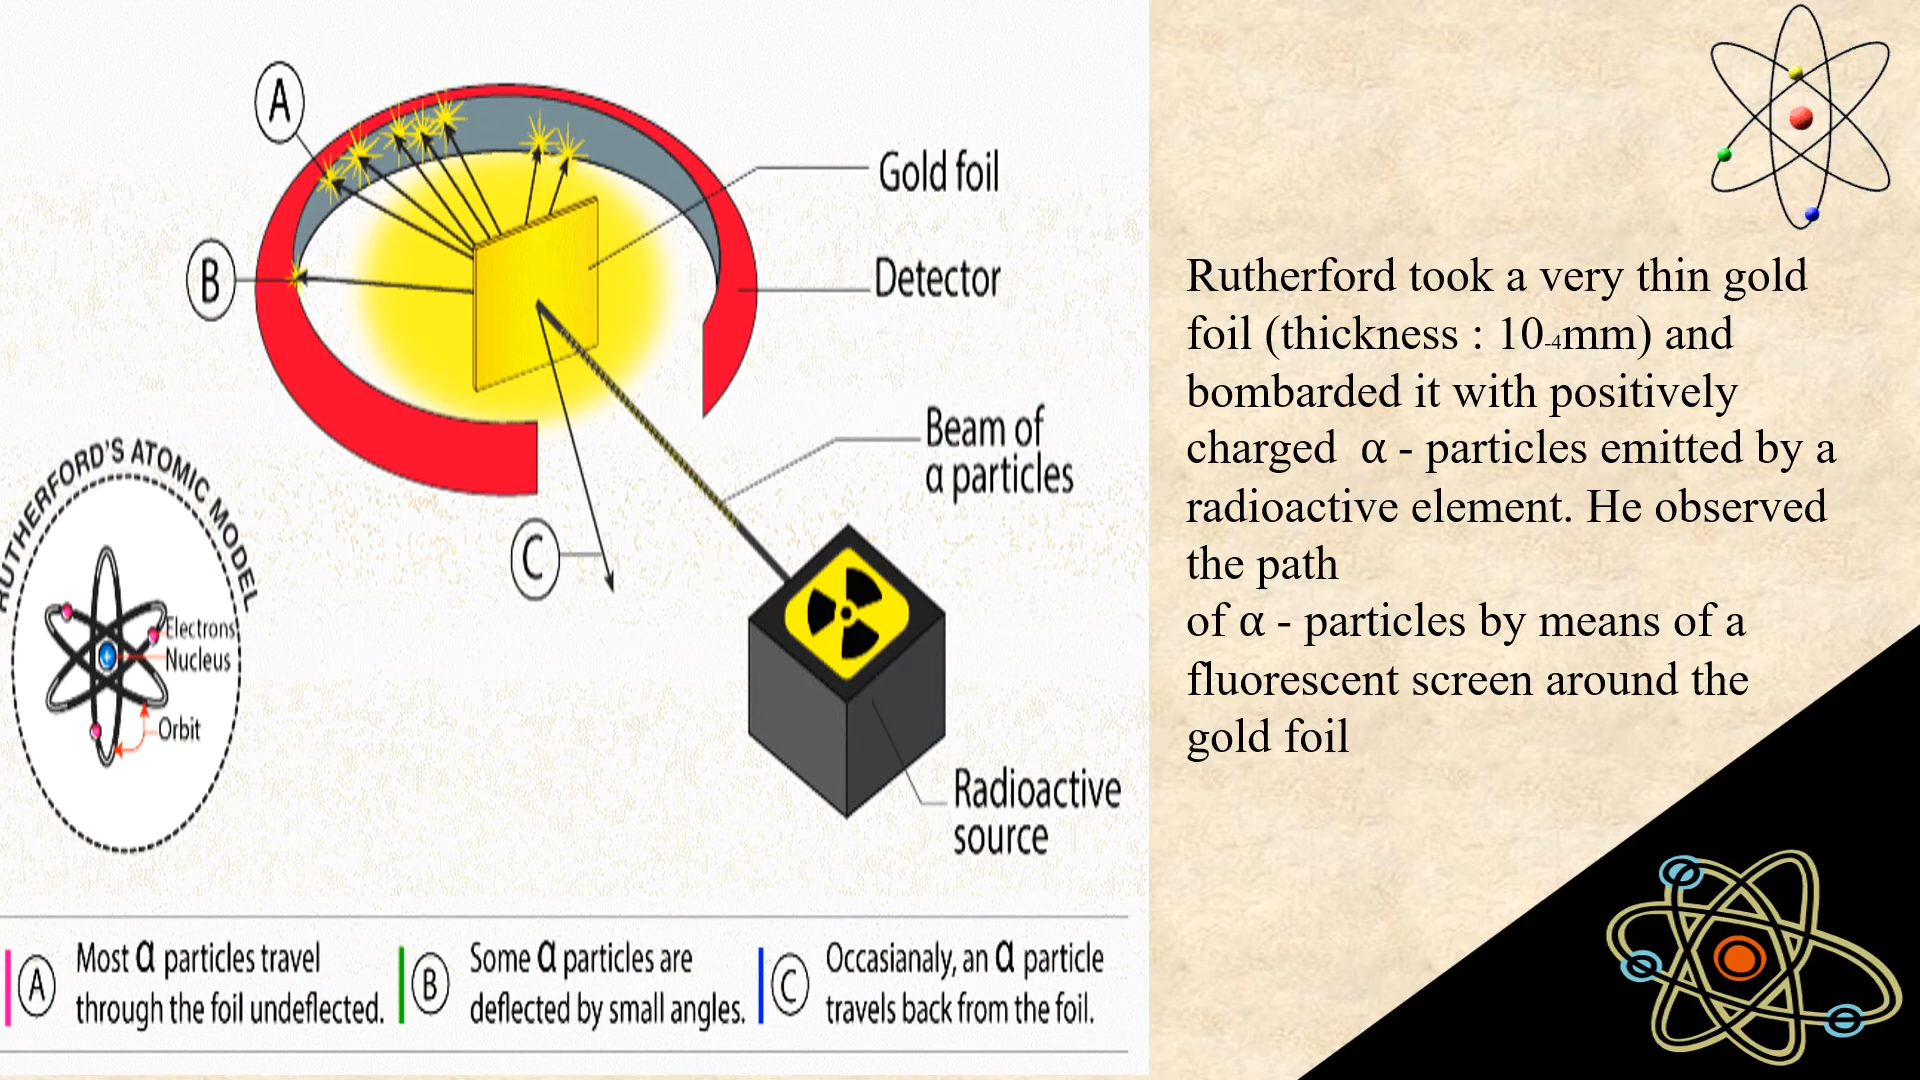 A
B
Gold foil
Detector
Beam of
α particles
C
Radioactive
source
RUTHERFORD'S ATOMIC MODEL
Electrons
Nucleus
Orbit
A Most α particles travel
through the foil undeflected.
B Some α particles are
deflected by small angles.
C Occasianaly, an α particle
travels back from the foil.
Rutherford took a very thin gold
foil (thickness : 10-4mm) and
bombarded it with positively
charged α - particles emitted by a
radioactive element. He observed
the path
of α - particles by means of a
fluorescent screen around the
gold foil